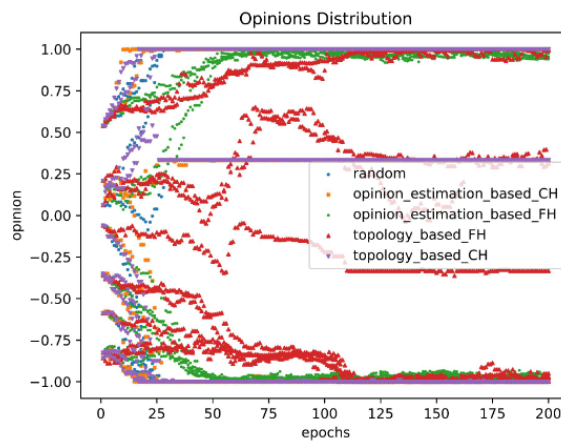 Opinions Distribution
1.00
0.75
0.50
0.25
0.00
−0.25
−0.50
−0.75
−1.00
opinion
random
opinion_estimation_based_CH
opinion_estimation_based_FH
topology_based_FH
topology_based_CH
0 25 50 75 100 125 150 175 200
epochs